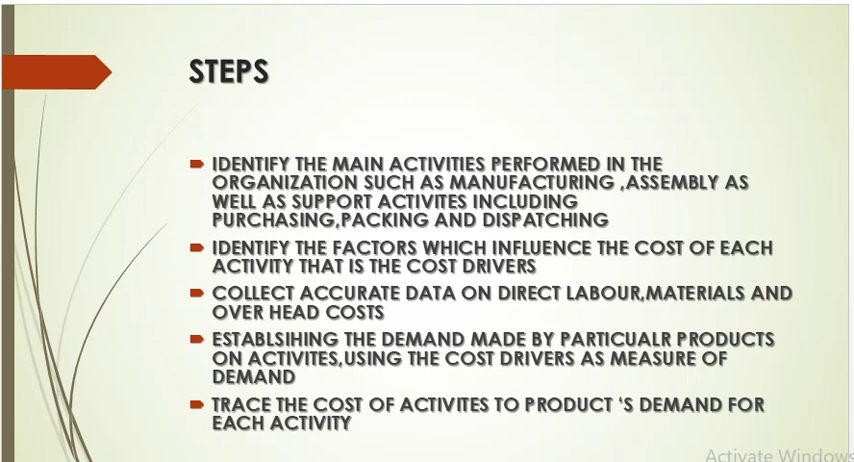 STEPS
IDENTIFY THE MAIN ACTIVITIES PERFORMED IN THE
ORGANIZATION SUCH AS MANUFACTURING ,ASSEMBLY AS
WELL AS SUPPORT ACTIVITES INCLUDING
PURCHASING,PACKING AND DISPATCHING
IDENTIFY THE FACTORS WHICH INFLUENCE THE COST OF EACH
ACTIVITY THAT IS THE COST DRIVERS
COLLECT ACCURATE DATA ON DIRECT LABOUR,MATERIALS AND
OVER HEAD COSTS
ESTABLSIHING THE DEMAND MADE BY PARTICUALR PRODUCTS
ON ACTIVITES,USING THE COST DRIVERS AS MEASURE OF
DEMAND
TRACE THE COST OF ACTIVITES TO PRODUCT ‘S DEMAND FOR
EACH ACTIVITY
Activate Windows